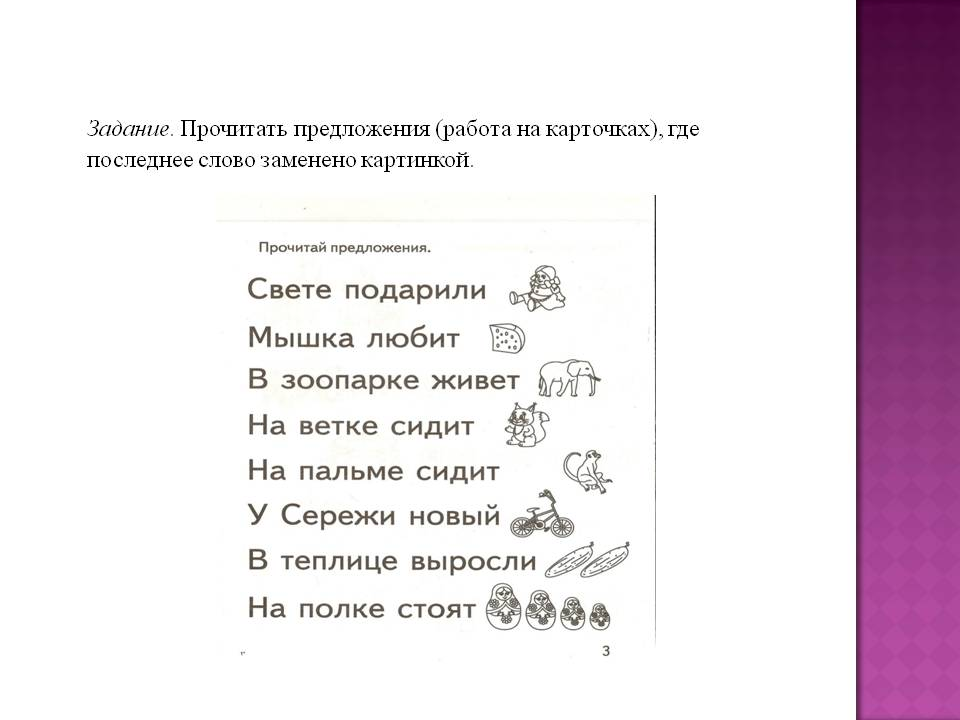 Задание. Прочитать предложения (работа на карточках), где
последнее слово заменено картинкой.
Прочитай предложения.
Свете подарили
Мышка любит
В зоопарке живет
На ветке сидит
На пальме сидит
У Сережи новый
В теплице выросли
На полке стоят
3